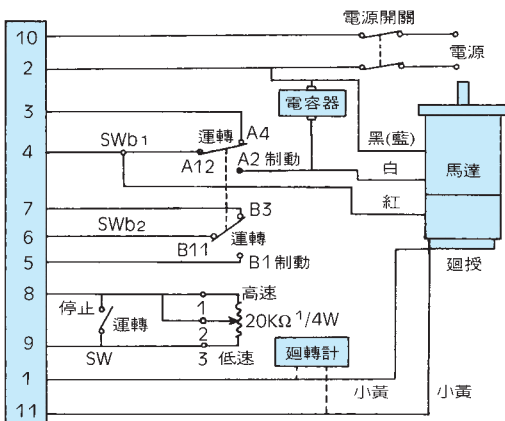 電源開關
10
2
電源
電容器
3
SWb1
運轉
A4
4
A12
A2 制動
黑(藍)
白
紅
馬達
7
B3
6
SWb2
B11
運轉
5
B1 制動
廻授
8
停止
運轉
1
高速
2
20KΩ 1/4W
9
SW
3
低速
廻轉計
1
小黃
小黃
11